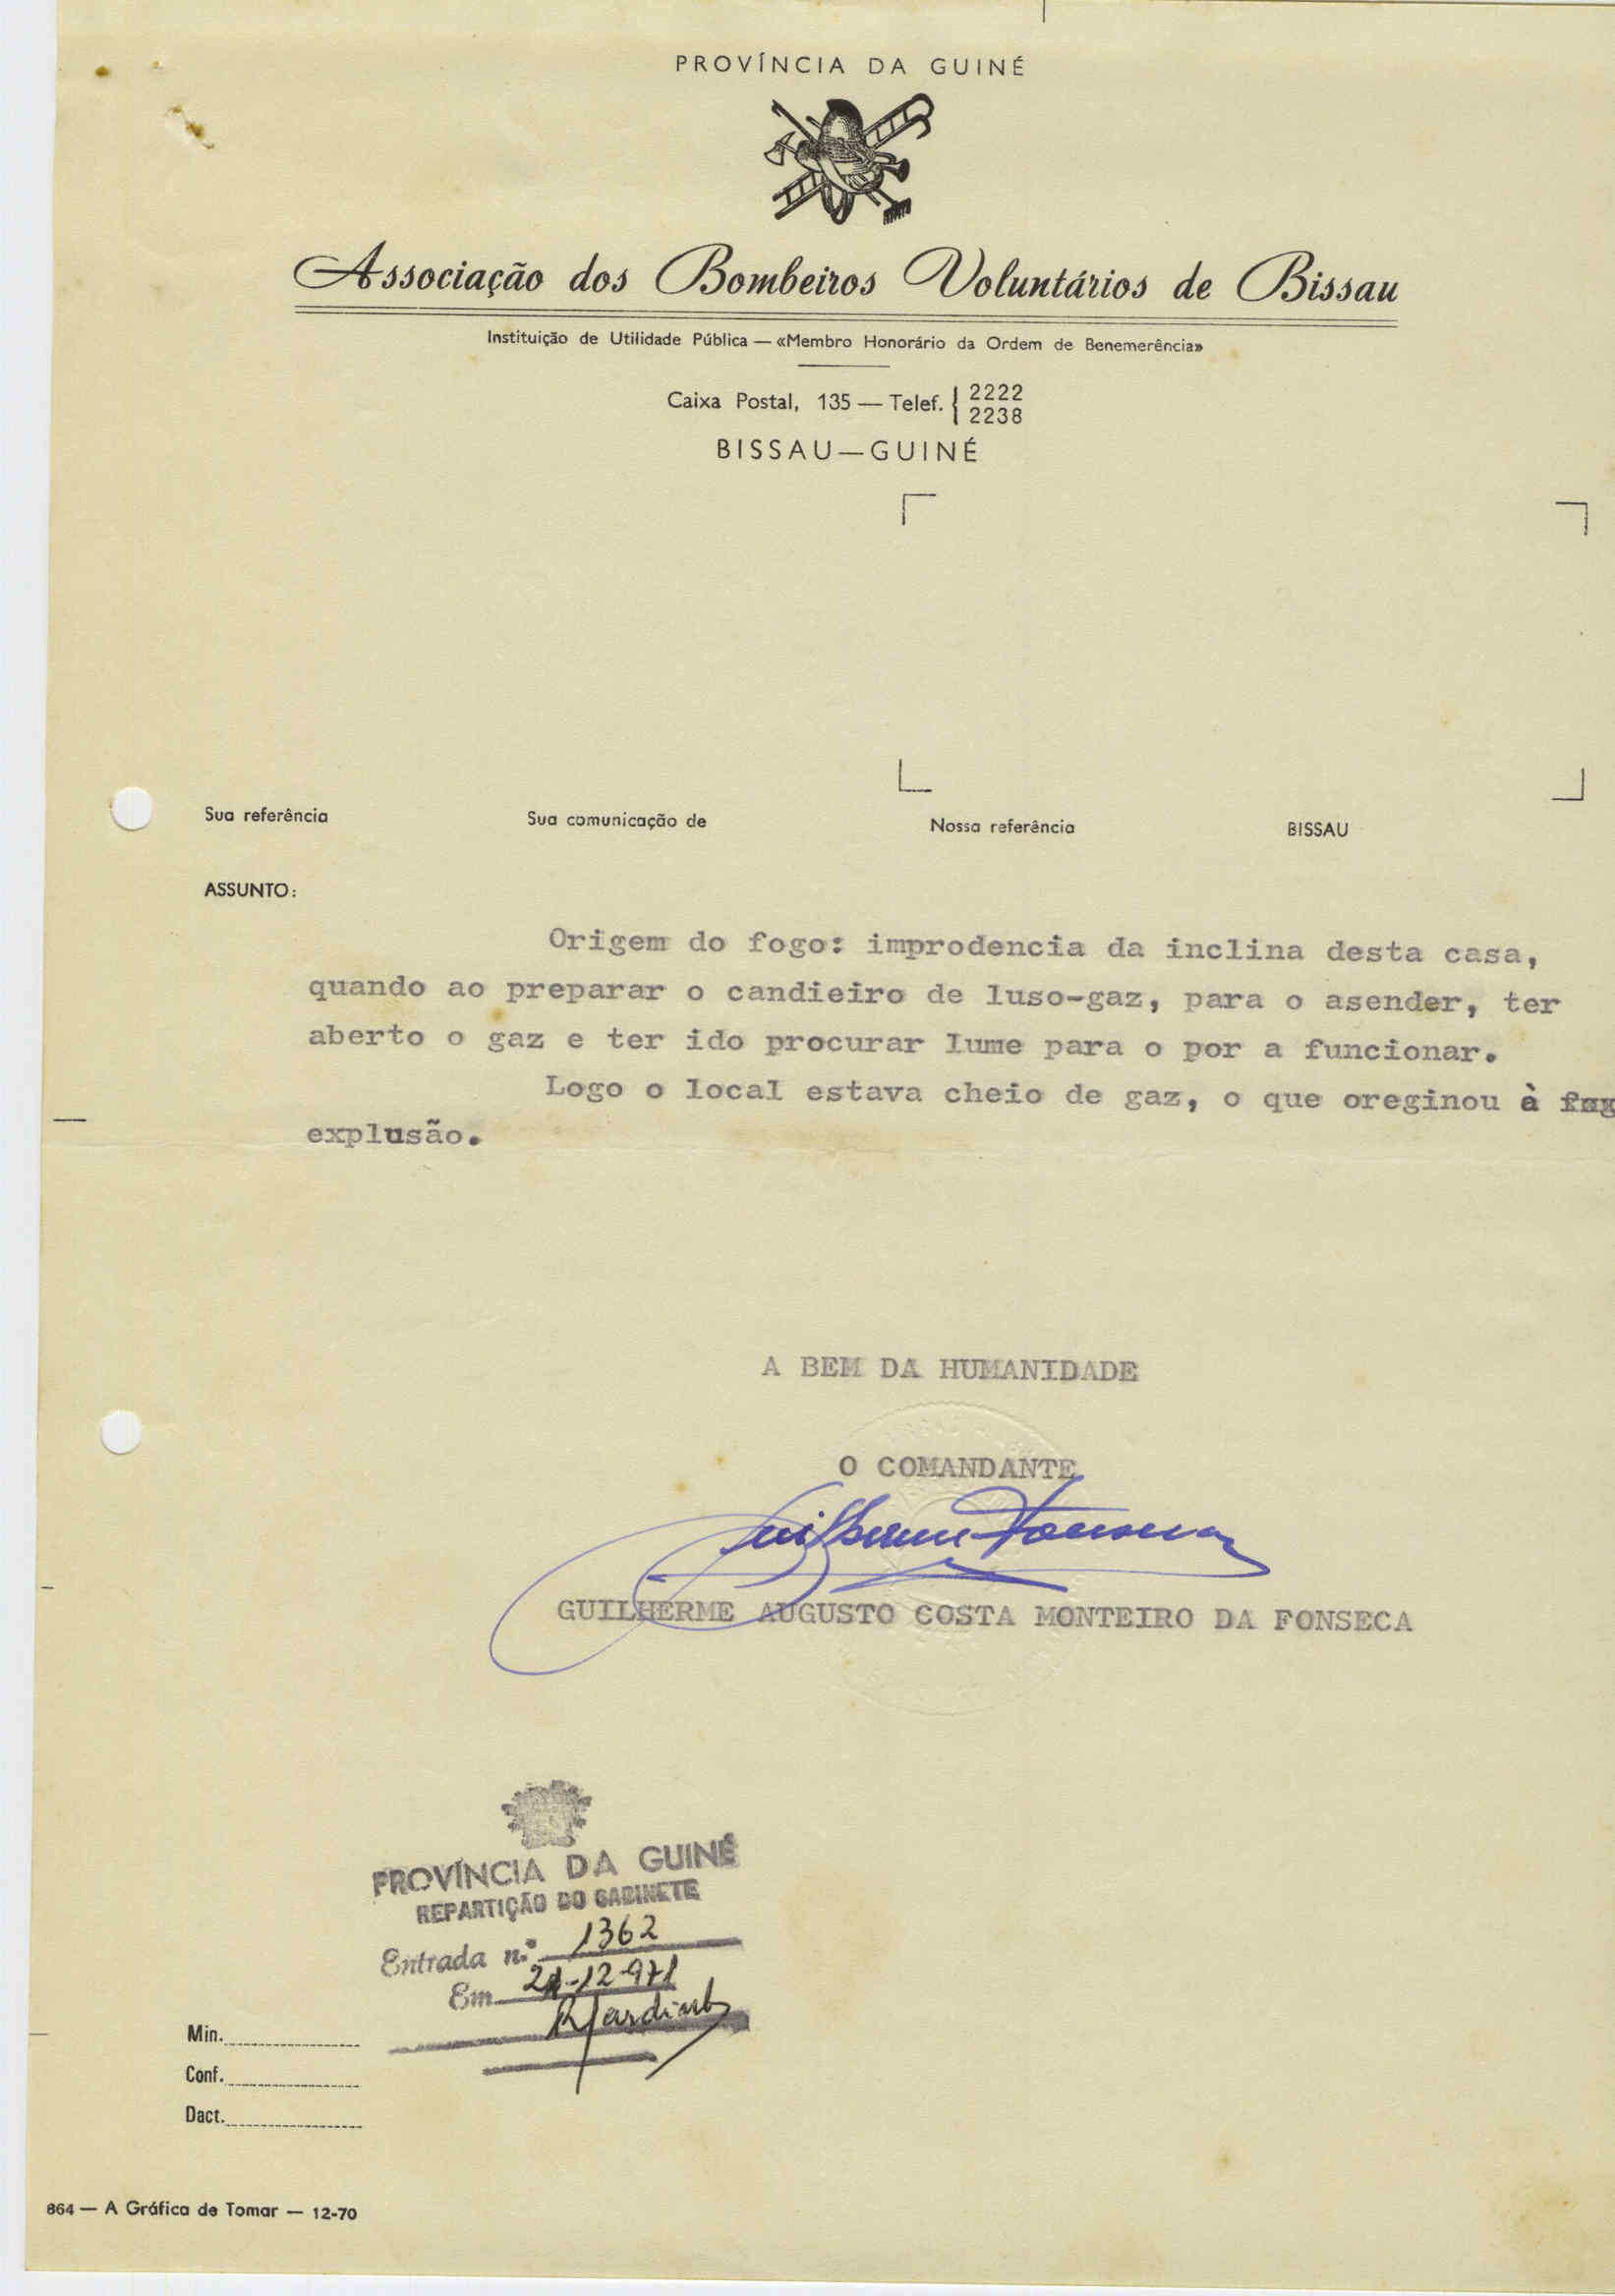 PROVÍNCIA DA GUINÉ
Associação dos Bombeiros Voluntários de Bissau
Instituição de Utilidade Pública — «Membro Honorário da Ordem de Benemerência»
Caixa Postal, 135 — Telef. { 2222
2238
BISSAU—GUINÉ
Sua referência Sua comunicação de Nossa referência BISSAU
ASSUNTO:
Origem do fogo: improdencia da inclina desta casa,
quando ao preparar o candieiro de luso-gaz, para o asender, ter
aberto o gaz e ter ido procurar lume para o por a funcionar.
Logo o local estava cheio de gaz, o que oreginou à
explusão.
A BEM DA HUMANIDADE
O COMANDANTE
Guilherme Fonseca
GUILHERME AUGUSTO COSTA MONTEIRO DA FONSECA
PROVÍNCIA DA GUINÉ
REPARTIÇÃO DO GABINETE
Entrada n.º 1362
Em -12-971
Min.
Conf.
Dact.
864 — A Gráfica de Tomar — 12-70